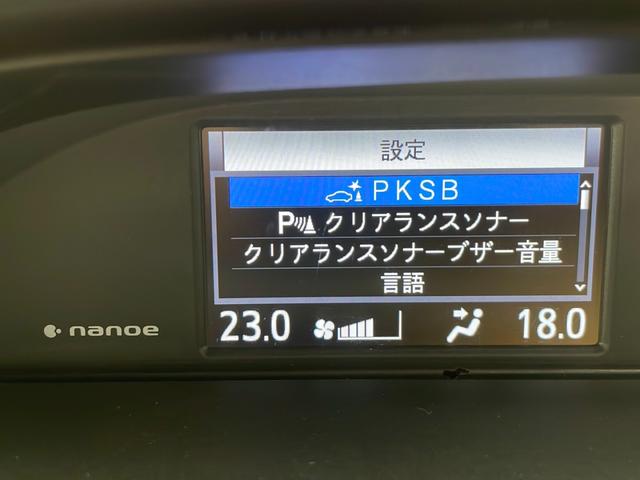 設定
PKSB
P クリアランスソナー
クリアランスソナーブザー音量
言語
nanoe
23.0 18.0